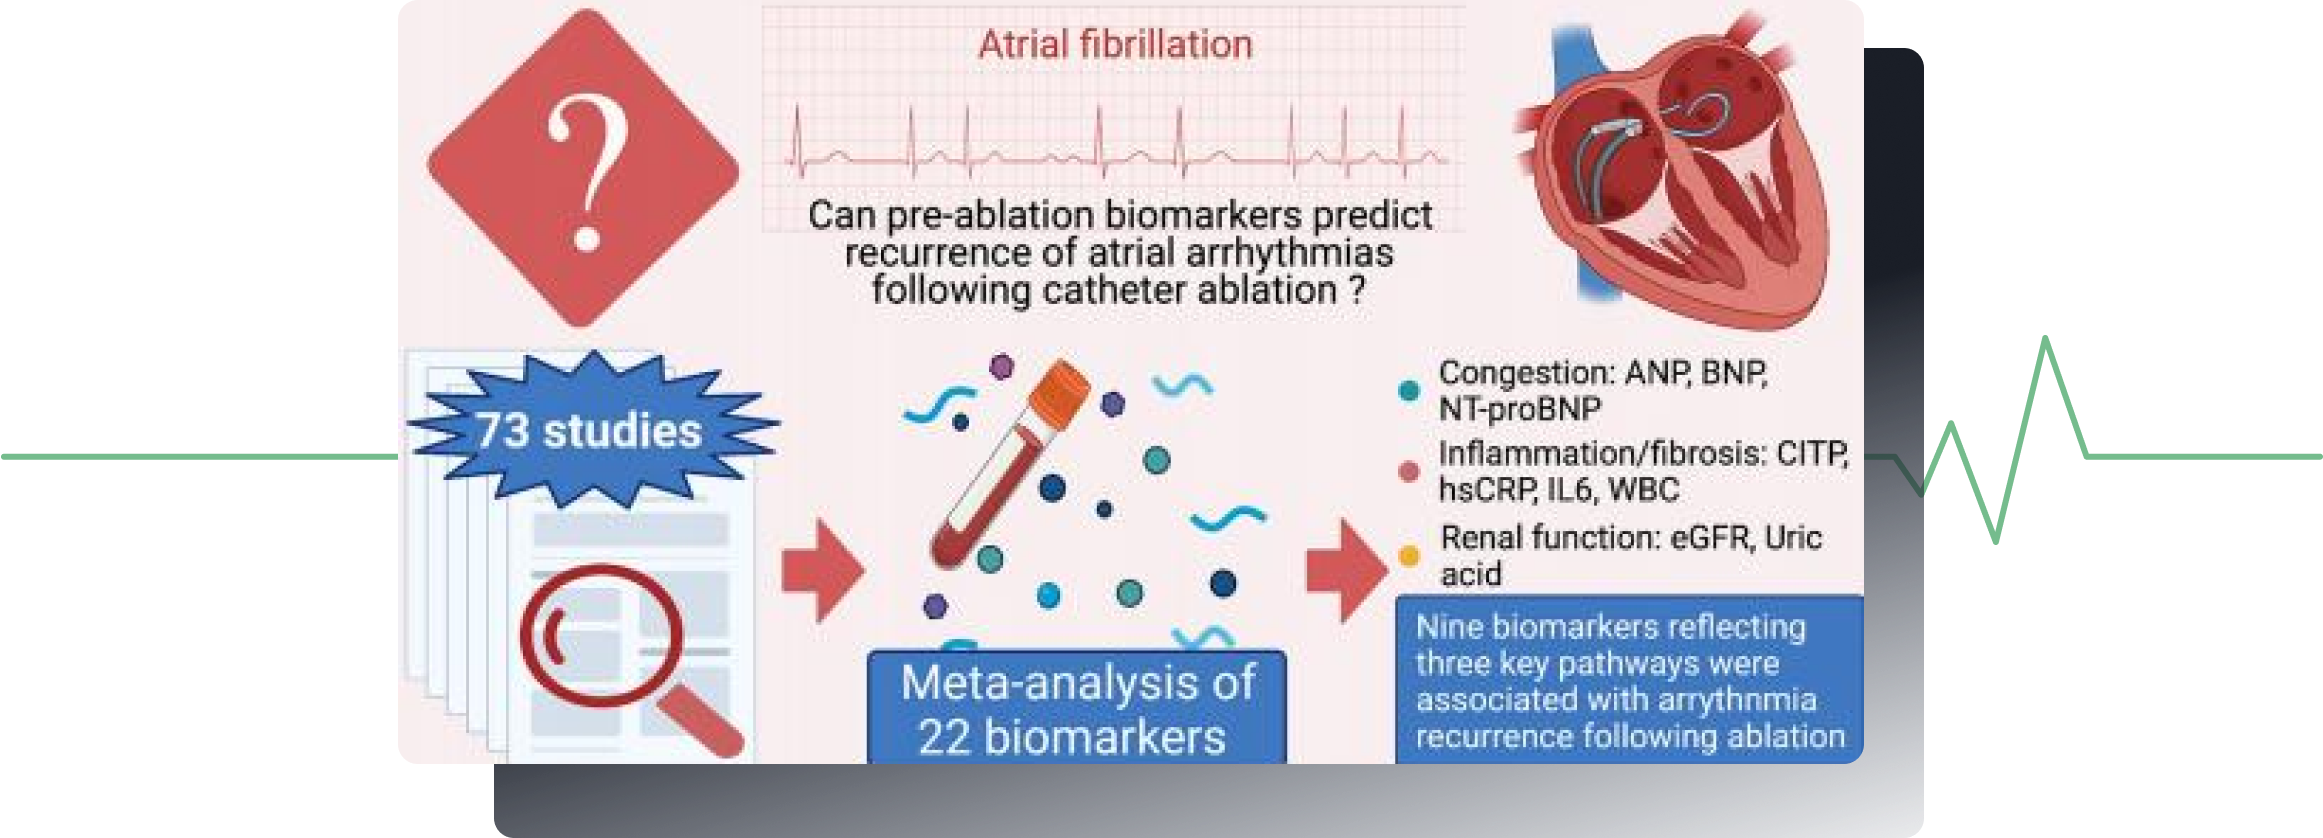 ?
Atrial fibrillation
Can pre-ablation biomarkers predict
recurrence of atrial arrhythmias
following catheter ablation ?
73 studies
Meta-analysis of
22 biomarkers
Congestion: ANP, BNP,
NT-proBNP
Inflammation/fibrosis: CITP,
hsCRP, IL6, WBC
Renal function: eGFR, Uric
acid
Nine biomarkers reflecting
three key pathways were
associated with arrythnmia
recurrence following ablation